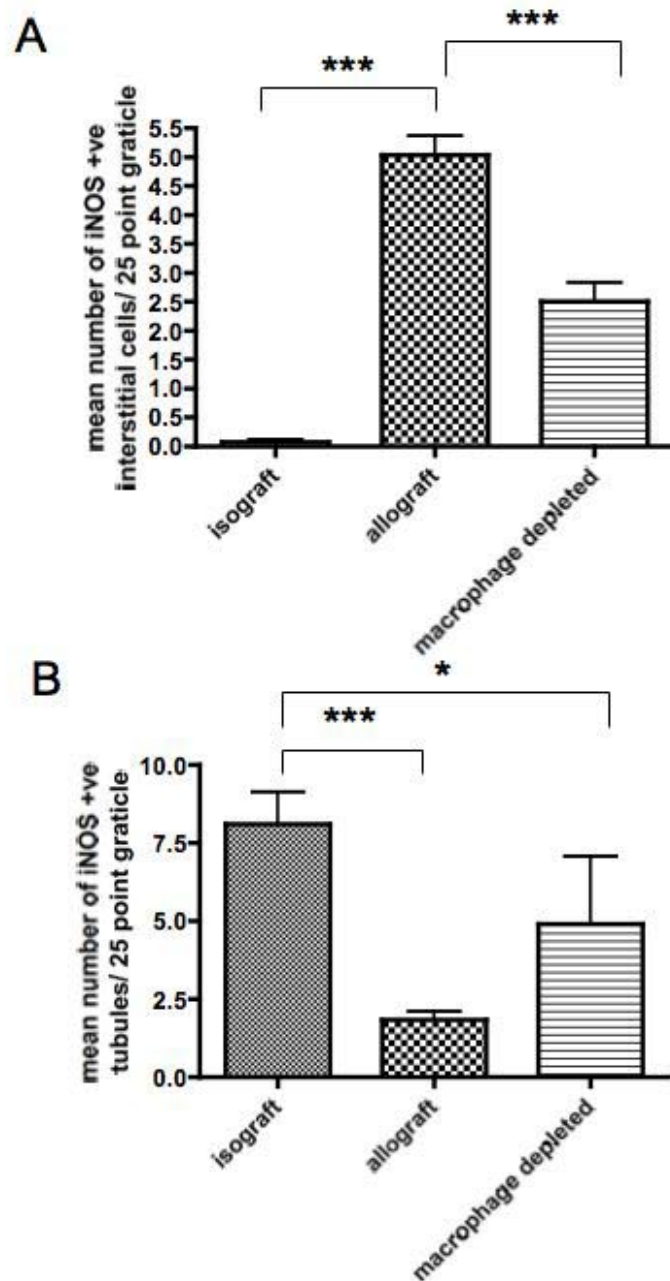 A
***
***
mean number of iNOS +ve
interstitial cells/ 25 point graticle
5.5
5.0
4.5
4.0
3.5
3.0
2.5
2.0
1.5
1.0
0.5
0.0
isograft
allograft
macrophage depleted
B
*
***
mean number of iNOS +ve
tubules/ 25 point graticle
10.0
7.5
5.0
2.5
0.0
isograft
allograft
macrophage depleted